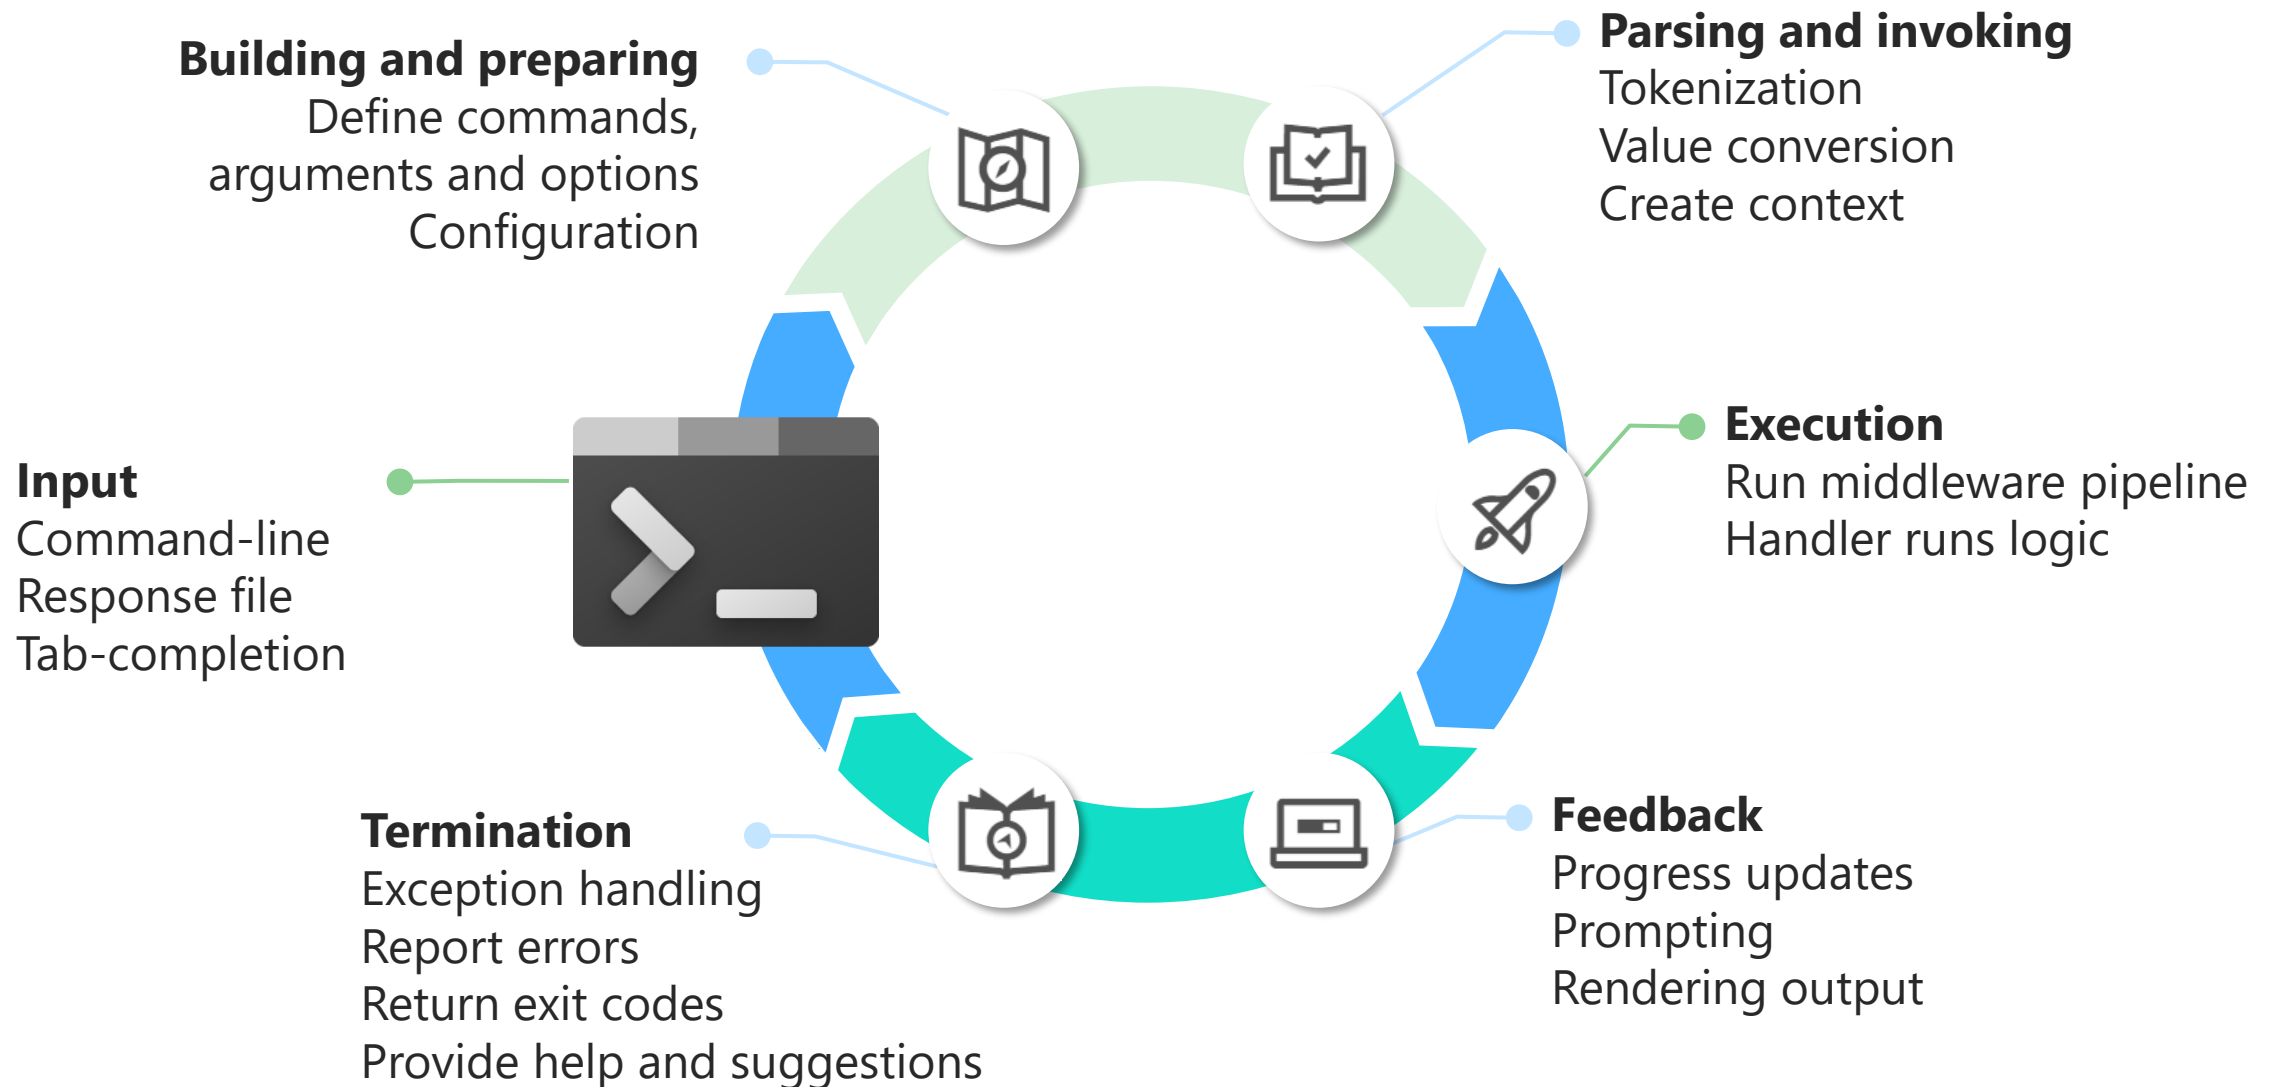 Building and preparing
Define commands,
arguments and options
Configuration
Parsing and invoking
Tokenization
Value conversion
Create context
Input
Command-line
Response file
Tab-completion
Execution
Run middleware pipeline
Handler runs logic
Termination
Exception handling
Report errors
Return exit codes
Provide help and suggestions
Feedback
Progress updates
Prompting
Rendering output